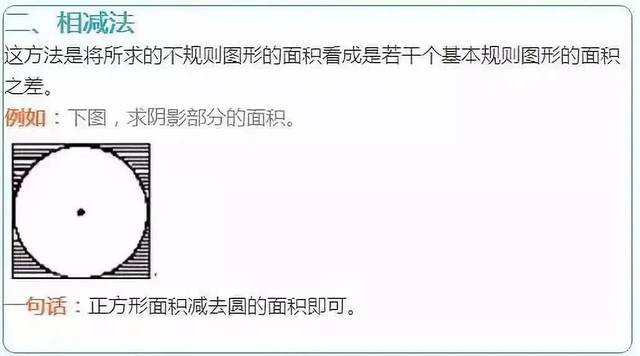 二、相减法
这方法是将所求的不规则图形的面积看成是若干个基本规则图形的面积
之差。
例如：下图，求阴影部分的面积。
一句话：正方形面积减去圆的面积即可。